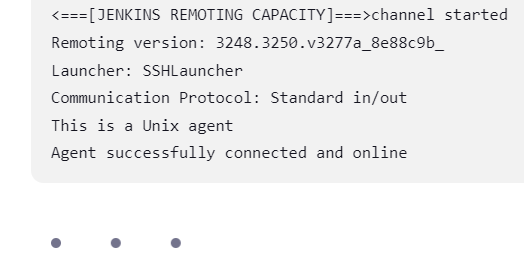 <===[JENKINS REMOTING CAPACITY]===>channel started
Remoting version: 3248.3250.v3277a_8e88c9b_
Launcher: SSHLauncher
Communication Protocol: Standard in/out
This is a Unix agent
Agent successfully connected and online